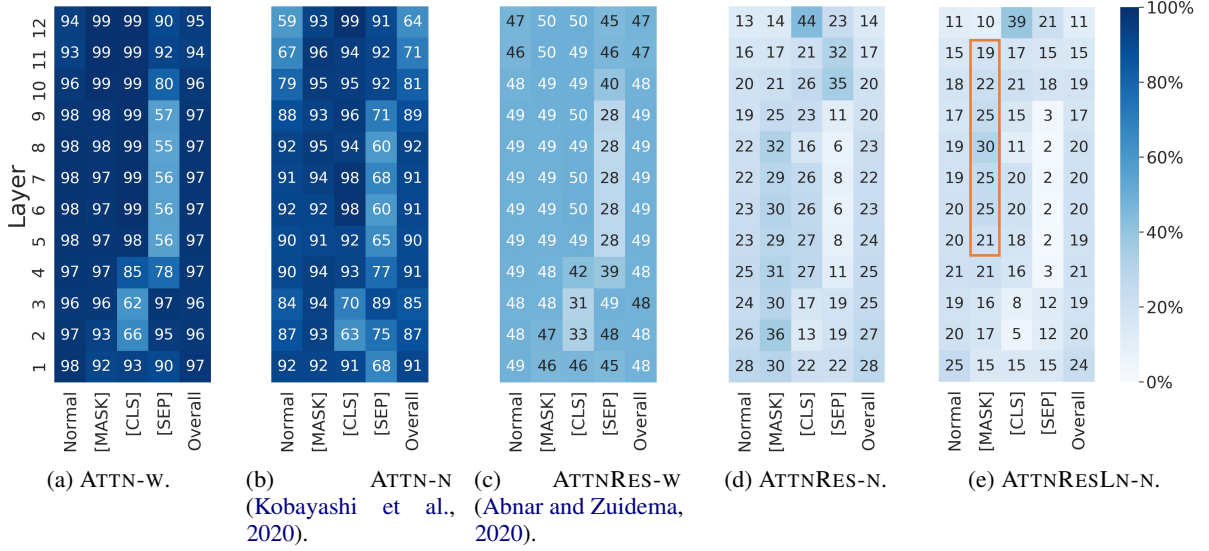 12 94 99 99 90 95 59 93 99 91 64 47 50 50 45 47 13 14 44 23 14 11 10 39 21 11 100%
11 93 99 99 92 94 67 96 94 92 71 46 50 49 46 47 16 17 21 32 17 15 19 17 15 15
10 96 99 99 80 96 79 95 95 92 81 48 49 49 40 48 20 21 26 35 20 18 22 21 18 19 80%
9 98 98 99 57 97 88 93 96 71 89 49 49 50 28 49 19 25 23 11 20 17 25 15 3 17
8 98 98 99 55 97 92 95 94 60 92 49 49 50 28 49 22 32 16 6 23 19 30 11 2 20
7 98 97 99 56 97 91 94 98 68 91 49 49 50 28 49 22 29 26 8 22 19 25 11 2 20 60%
6 98 97 99 56 97 92 92 98 60 91 49 49 50 28 49 23 30 26 6 23 20 25 20 2 20
5 98 97 98 56 97 90 91 92 65 90 49 49 49 28 49 23 29 27 8 24 20 21 18 2 19 40%
4 97 97 85 78 97 90 94 93 77 91 49 48 42 39 48 25 31 27 11 25 21 21 16 3 21
3 96 96 62 97 96 84 94 70 89 85 48 48 31 49 48 24 30 17 19 25 19 16 8 12 19 20%
2 97 93 66 95 96 87 93 63 75 87 48 47 33 48 48 26 36 13 19 27 20 17 5 12 20
1 98 92 93 90 97 92 92 91 68 91 49 46 46 45 48 28 30 22 22 28 25 15 15 15 24 0%
Layer
Normal [MASK] [CLS] [SEP] Overall Normal [MASK] [CLS] [SEP] Overall Normal [MASK] [CLS] [SEP] Overall Normal [MASK] [CLS] [SEP] Overall Normal [MASK] [CLS] [SEP] Overall
(a) ATTN-W.
(b) ATTN-N
(Kobayashi et al.,
2020).
(c) ATTNRES-W
(Abnar and Zuidema,
2020).
(d) ATTNRES-N.
(e) ATTNRESLN-N.